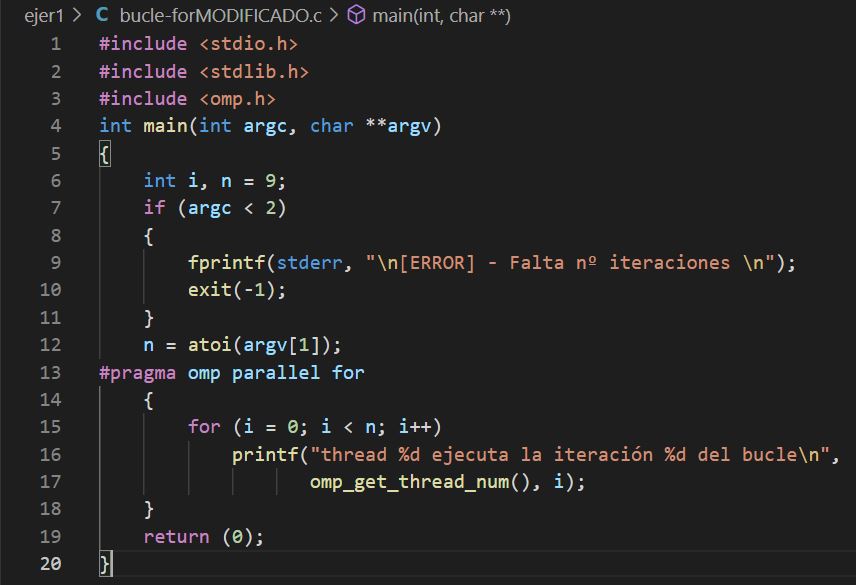 ejer1 > C bucle-forMODIFICADO.c > main(int, char **)
1 #include <stdio.h>
2 #include <stdlib.h>
3 #include <omp.h>
4 int main(int argc, char **argv)
5 {
6     int i, n = 9;
7     if (argc < 2)
8     {
9         fprintf(stderr, "\n[ERROR] - Falta nº iteraciones \n");
10         exit(-1);
11     }
12     n = atoi(argv[1]);
13 #pragma omp parallel for
14     {
15         for (i = 0; i < n; i++)
16             printf("thread %d ejecuta la iteración %d del bucle\n",
17                    omp_get_thread_num(), i);
18     }
19     return (0);
20 }